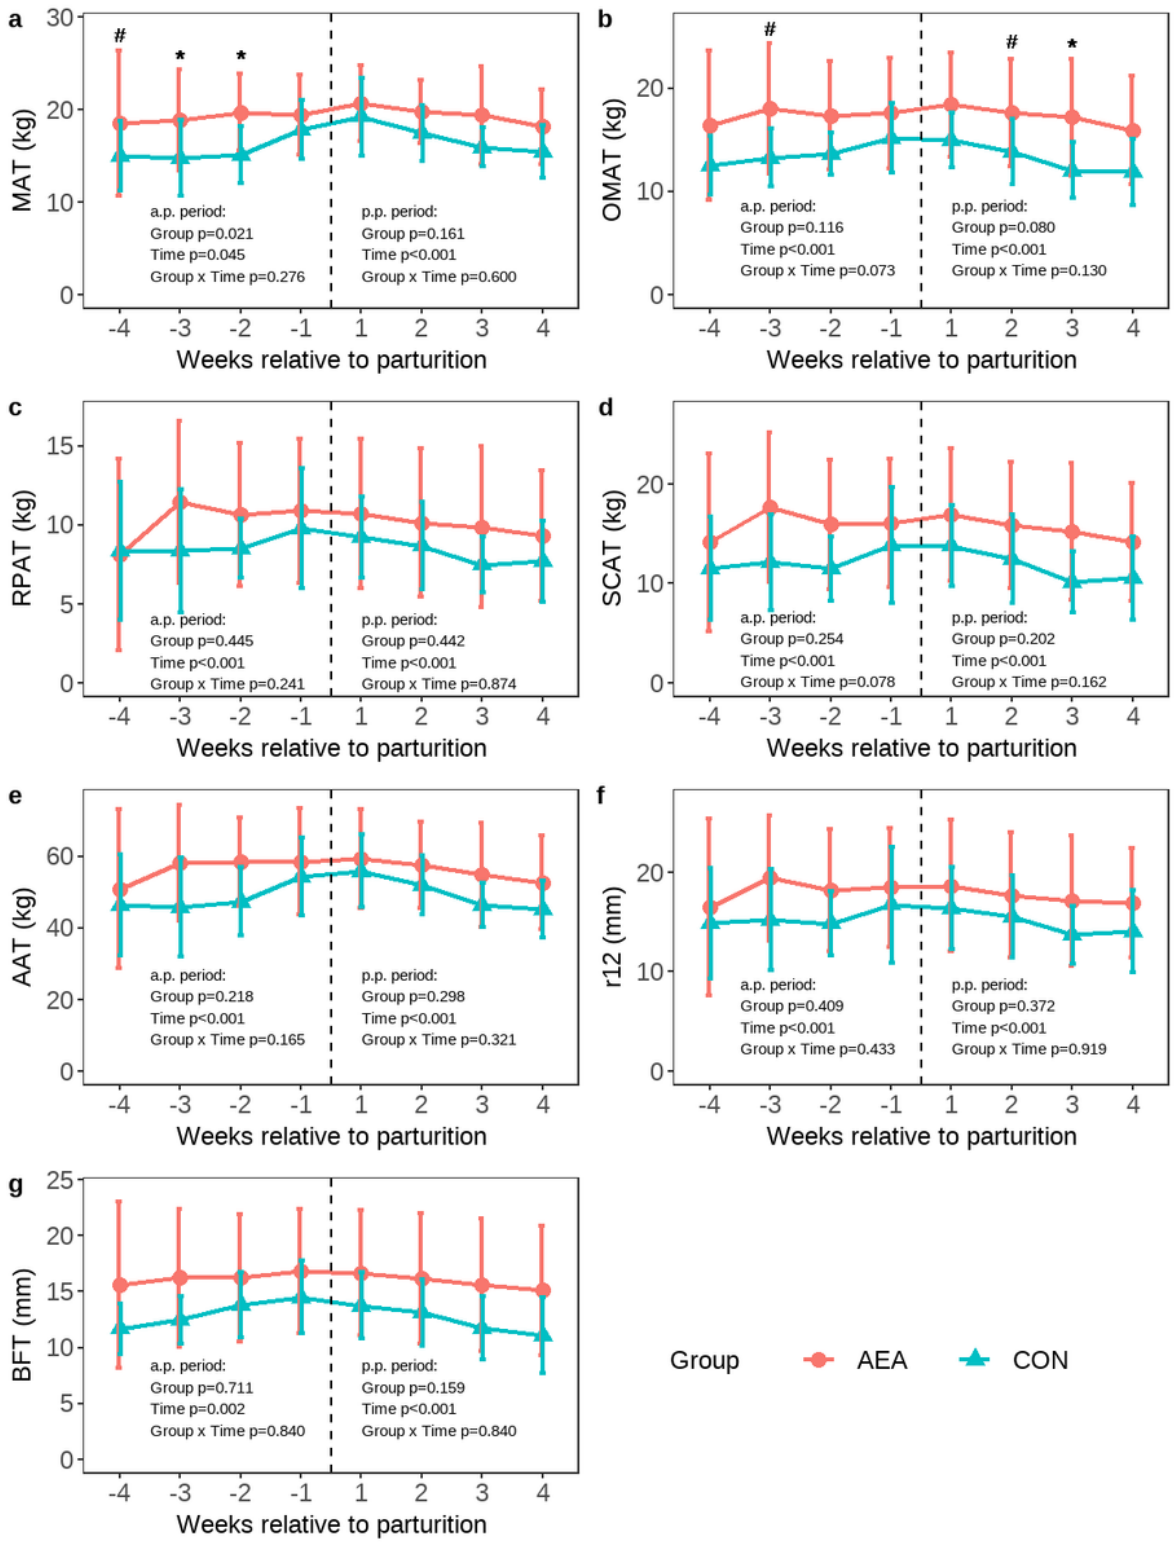 a
MAT (kg)
30
20
10
0
#
*
*
a.p. period:
Group p=0.021
Time p=0.045
Group x Time p=0.276
p.p. period:
Group p=0.161
Time p<0.001
Group x Time p=0.600
-4 -3 -2 -1 1 2 3 4
Weeks relative to parturition
b
OMAT (kg)
20
10
0
#
#
*
a.p. period:
Group p=0.116
Time p<0.001
Group x Time p=0.073
p.p. period:
Group p=0.080
Time p<0.001
Group x Time p=0.130
-4 -3 -2 -1 1 2 3 4
Weeks relative to parturition
c
RPAT (kg)
15
10
5
0
a.p. period:
Group p=0.445
Time p<0.001
Group x Time p=0.241
p.p. period:
Group p=0.442
Time p<0.001
Group x Time p=0.874
-4 -3 -2 -1 1 2 3 4
Weeks relative to parturition
d
SCAT (kg)
20
10
0
a.p. period:
Group p=0.254
Time p<0.001
Group x Time p=0.078
p.p. period:
Group p=0.202
Time p<0.001
Group x Time p=0.162
-4 -3 -2 -1 1 2 3 4
Weeks relative to parturition
e
AAT (kg)
60
40
20
0
a.p. period:
Group p=0.218
Time p<0.001
Group x Time p=0.165
p.p. period:
Group p=0.298
Time p<0.001
Group x Time p=0.321
-4 -3 -2 -1 1 2 3 4
Weeks relative to parturition
f
r12 (mm)
20
10
0
a.p. period:
Group p=0.409
Time p<0.001
Group x Time p=0.433
p.p. period:
Group p=0.372
Time p<0.001
Group x Time p=0.919
-4 -3 -2 -1 1 2 3 4
Weeks relative to parturition
g
BFT (mm)
25
20
15
10
5
0
a.p. period:
Group p=0.711
Time p=0.002
Group x Time p=0.840
p.p. period:
Group p=0.159
Time p<0.001
Group x Time p=0.840
-4 -3 -2 -1 1 2 3 4
Weeks relative to parturition
Group AEA CON